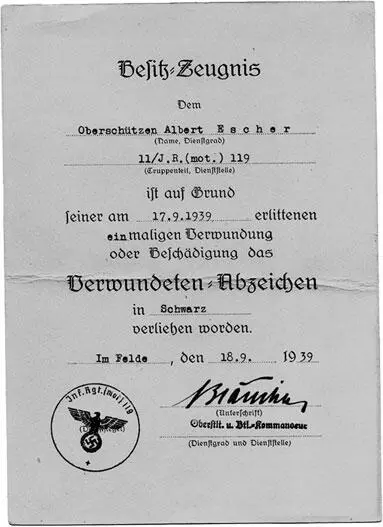 Besitz-Zeugnis
Dem
Oberschützen Albert Escher
(Name, Dienstgrad)
11/J.R.(mot.) 119
(Truppenteil, Dienststelle)
ist auf Grund
seiner am 17.9.1939 erlittenen
einmaligen Verwundung
oder Beschädigung das
Verwundeten-Abzeichen
in Schwarz
verliehen worden.
Im Felde, den 18.9. 1939
(Unterschrift)
Oberstlt. u. Btl.-Kommandeur
(Dienstgrad und Dienststelle)
Inf. Rgt. (mot) 119